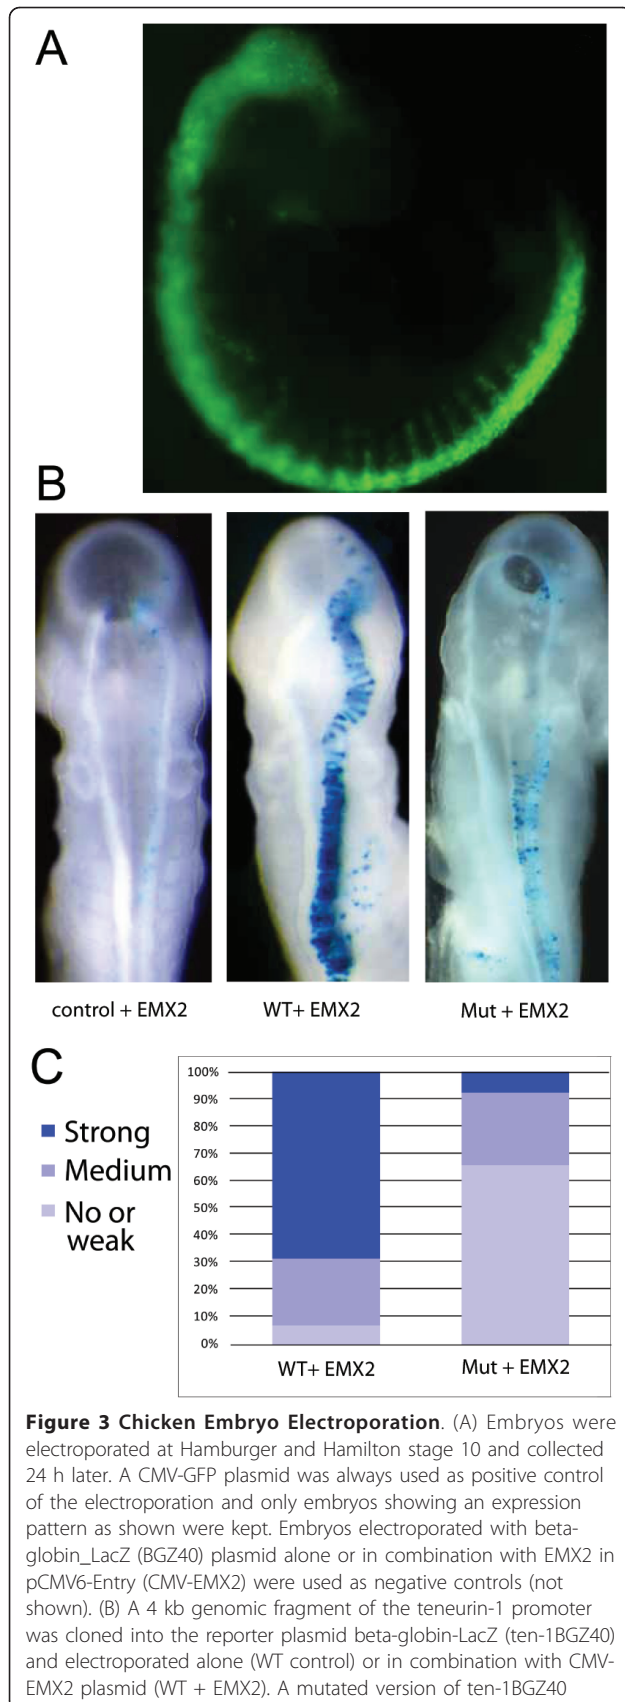 A
B
control + EMX2
WT+ EMX2
Mut + EMX2
C
Strong
Medium
No or
weak
100%
90%
80%
70%
60%
50%
40%
30%
20%
10%
0%
WT+ EMX2
Mut + EMX2
Figure 3 Chicken Embryo Electroporation. (A) Embryos were
electroporated at Hamburger and Hamilton stage 10 and collected
24 h later. A CMV-GFP plasmid was always used as positive control
of the electroporation and only embryos showing an expression
pattern as shown were kept. Embryos electroporated with beta-
globin_LacZ (BGZ40) plasmid alone or in combination with EMX2 in
pCMV6-Entry (CMV-EMX2) were used as negative controls (not
shown). (B) A 4 kb genomic fragment of the teneurin-1 promoter
was cloned into the reporter plasmid beta-globin-LacZ (ten-1BGZ40)
and electroporated alone (WT control) or in combination with CMV-
EMX2 plasmid (WT + EMX2). A mutated version of ten-1BGZ40